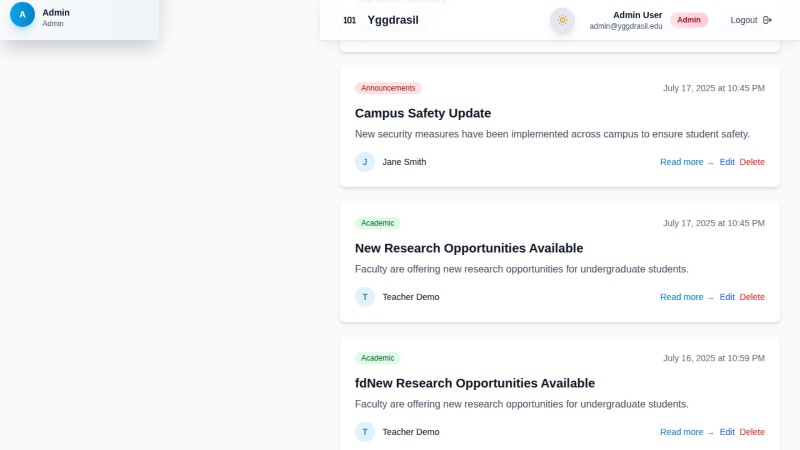 A
Admin
Admin
101 Yggdrasil
Admin User
admin@yggdrasil.edu
Admin
Logout
Announcements
July 17, 2025 at 10:45 PM
Campus Safety Update
New security measures have been implemented across campus to ensure student safety.
J Jane Smith
Read more → Edit Delete
Academic
July 17, 2025 at 10:45 PM
New Research Opportunities Available
Faculty are offering new research opportunities for undergraduate students.
T Teacher Demo
Read more → Edit Delete
Academic
July 16, 2025 at 10:59 PM
fdNew Research Opportunities Available
Faculty are offering new research opportunities for undergraduate students.
T Teacher Demo
Read more → Edit Delete